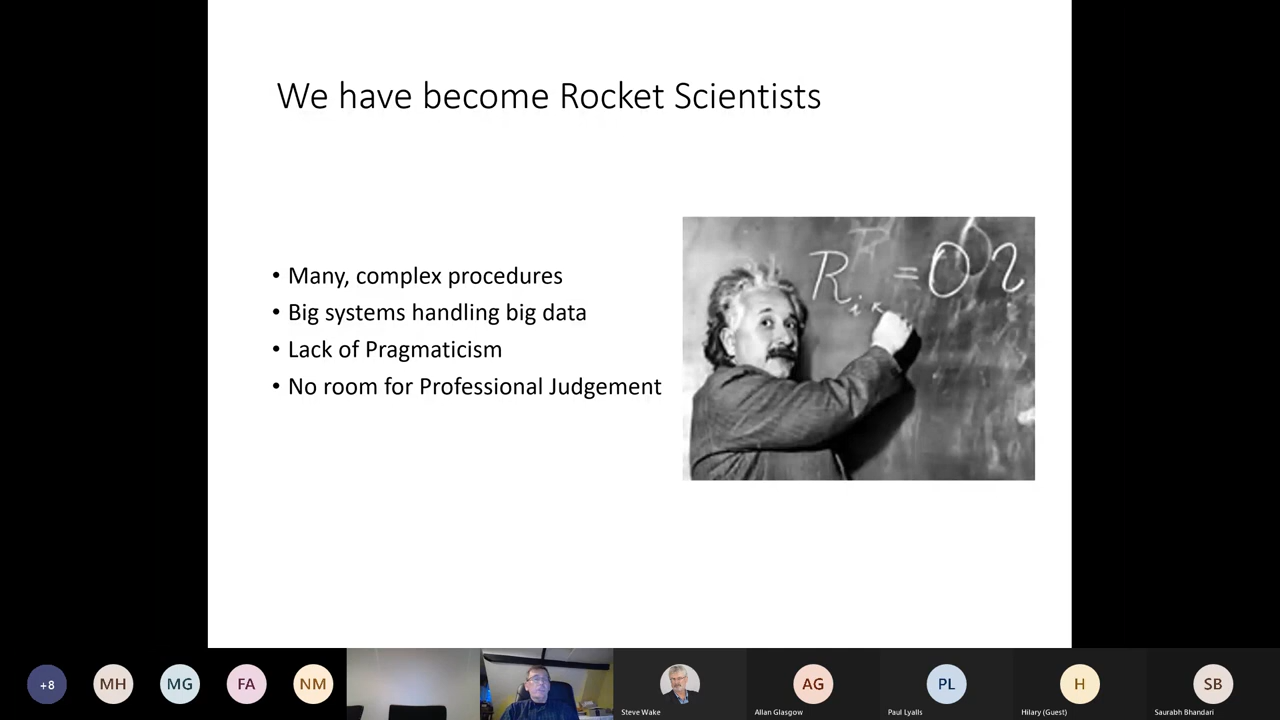 We have become Rocket Scientists
• Many, complex procedures
• Big systems handling big data
• Lack of Pragmaticism
• No room for Professional Judgement
+8
MH
MG
FA
NM
Steve Wake
AG
Allan Glasgow
PL
Paul Lyalls
H
Hilary (Guest)
SB
Saurabh Bhandari